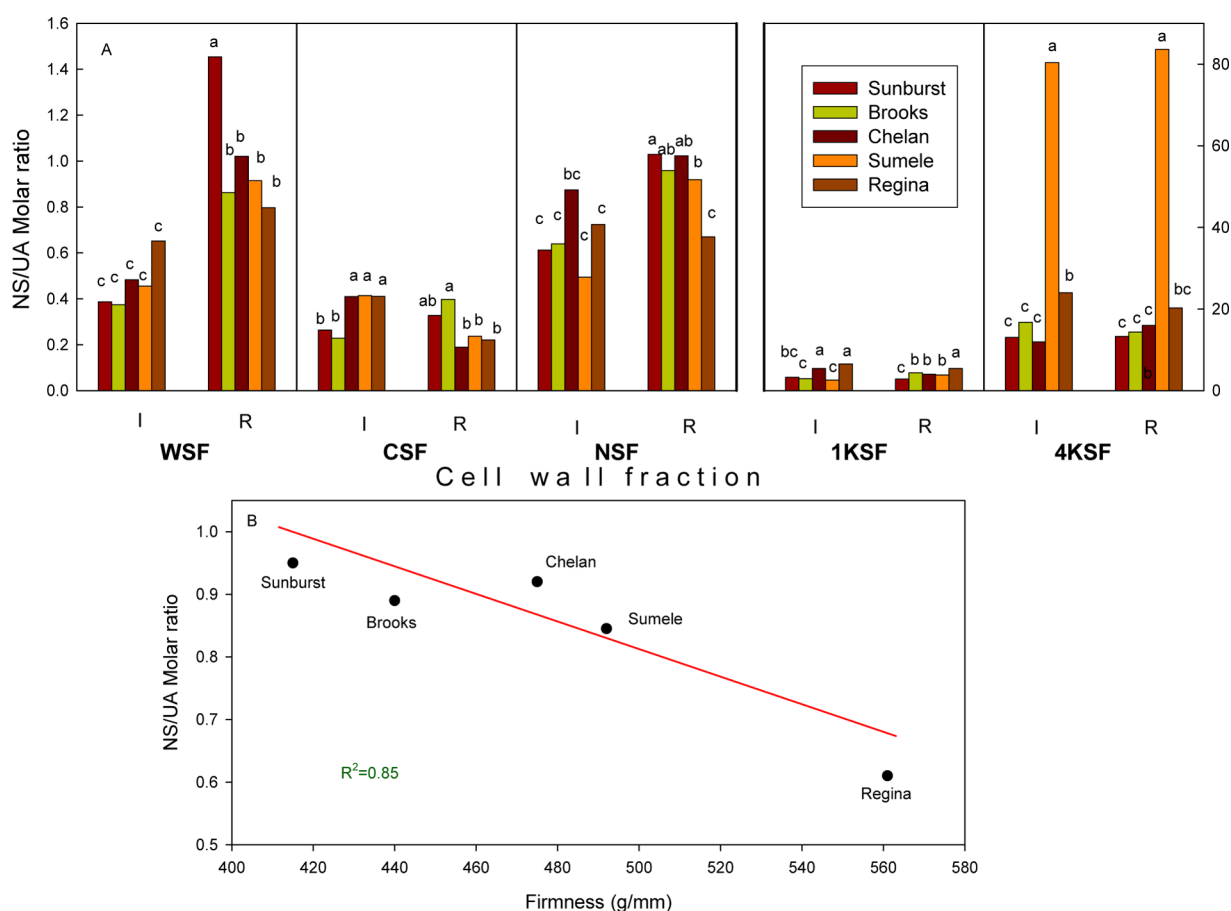 A
NS/UA Molar ratio
1.6
1.4
1.2
1.0
0.8
0.6
0.4
0.2
0.0
80
60
40
20
0
Sunburst
Brooks
Chelan
Sumele
Regina
c c c c c
a b b b b
b b a a a
ab a b b b
c c bc c c
a ab ab b c
bc c a c a
c b b b a
c c c a b
c c c a bc
b
I R I R I R I R I R
WSF CSF NSF 1KSF 4KSF
Cell wall fraction
B
NS/UA Molar ratio
1.0
0.9
0.8
0.7
0.6
0.5
Sunburst
Brooks
Chelan
Sumele
Regina
R²=0.85
400 420 440 460 480 500 520 540 560 580
Firmness (g/mm)